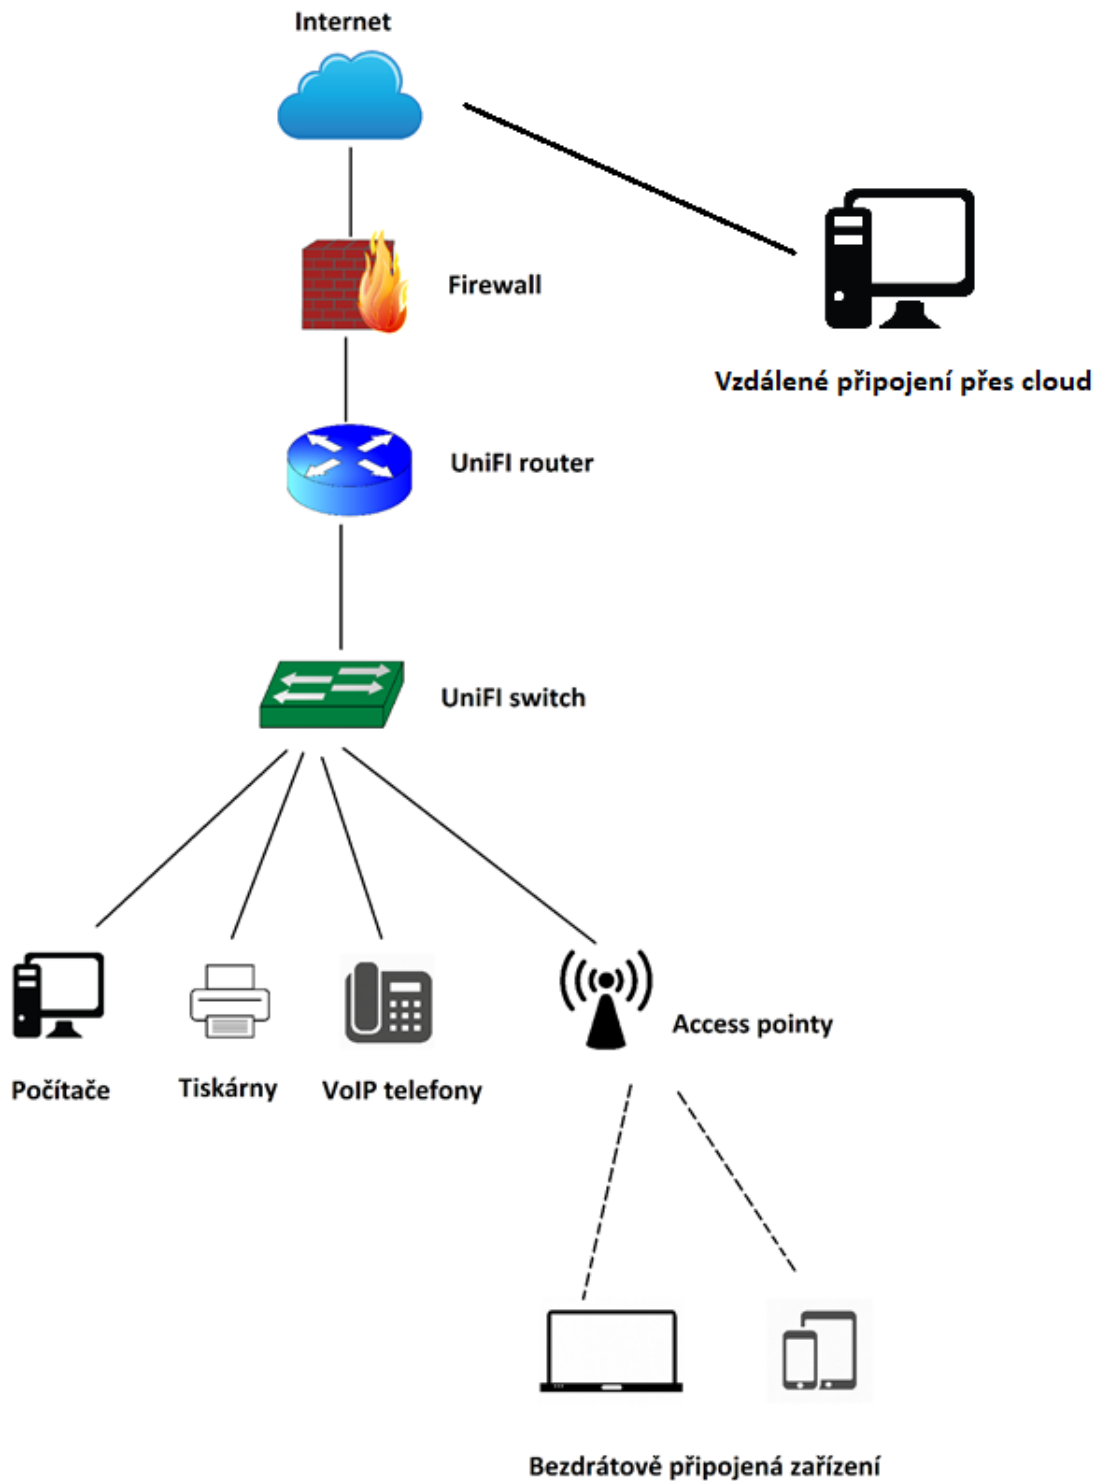 Internet
Firewall
Vzdálené připojení přes cloud
UniFI router
UniFI switch
Access pointy
Počítače
Tiskárny
VoIP telefony
Bezdrátově připojená zařízení